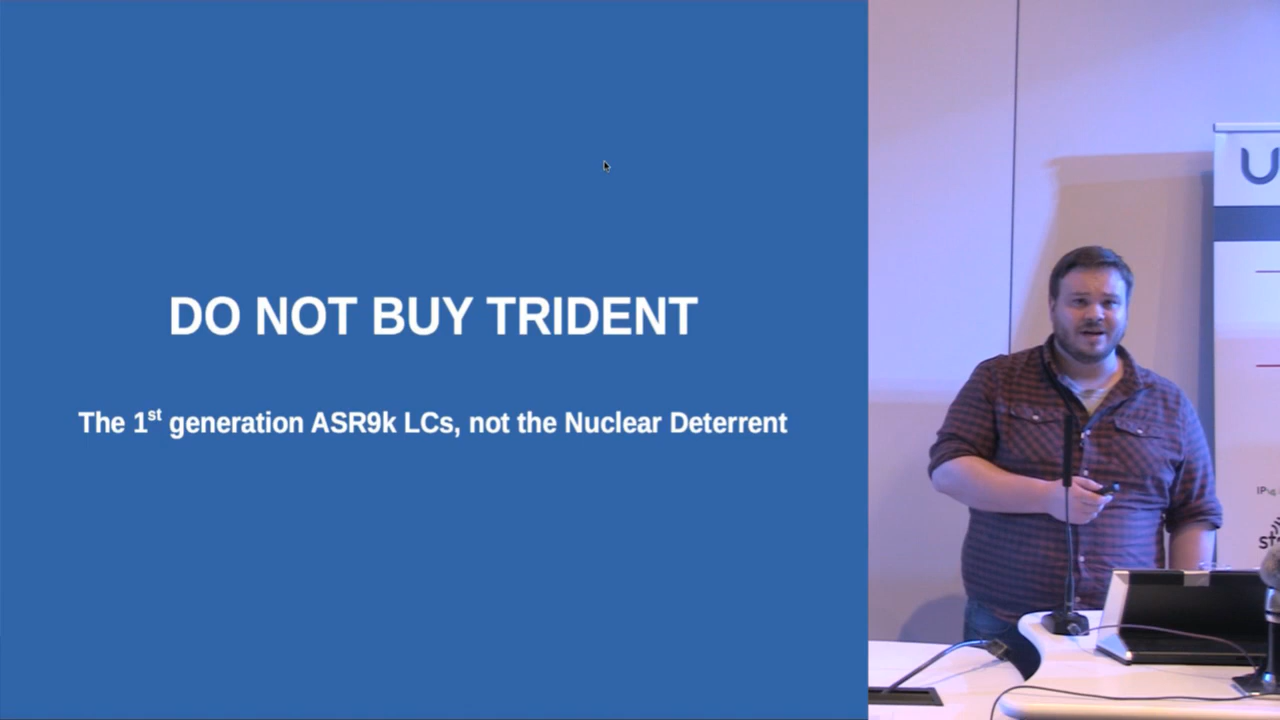 DO NOT BUY TRIDENT
The 1st generation ASR9k LCs, not the Nuclear Deterrent